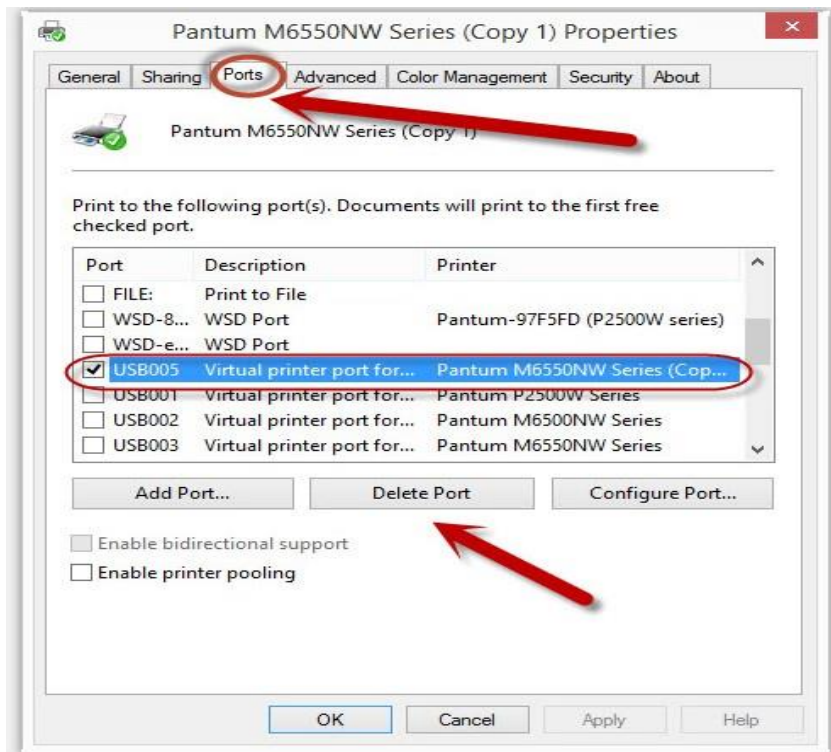 Pantum M6550NW Series (Copy 1) Properties
General Sharing Ports Advanced Color Management Security About
Pantum M6550NW Series (Copy 1)
Print to the following port(s). Documents will print to the first free
checked port.
Port Description Printer
FILE: Print to File
WSD-8... WSD Port Pantum-97F5FD (P2500W series)
WSD-e... WSD Port
USB005 Virtual printer port for... Pantum M6550NW Series (Cop...
USB001 Virtual printer port for... Pantum P2500W Series
USB002 Virtual printer port for... Pantum M6500NW Series
USB003 Virtual printer port for... Pantum M6550NW Series
Add Port... Delete Port Configure Port...
Enable bidirectional support
Enable printer pooling
OK Cancel Apply Help